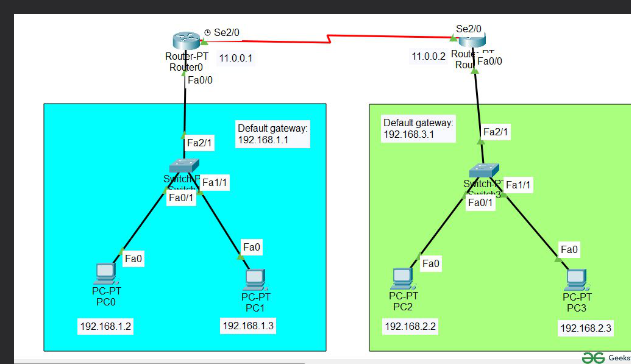 Se2/0
Router-PT
Router0
11.0.0.1
Fa0/0
Se2/0
11.0.0.2
Fa0/0
Default gateway:
192.168.1.1
Fa2/1
Fa1/1
Fa0/1
Fa0
Fa0
PC-PT
PC0
PC-PT
PC1
192.168.1.2
192.168.1.3
Default gateway:
192.168.3.1
Fa2/1
Fa1/1
Fa0/1
Fa0
Fa0
PC-PT
PC2
PC-PT
PC3
192.168.2.2
192.168.2.3
Geeks